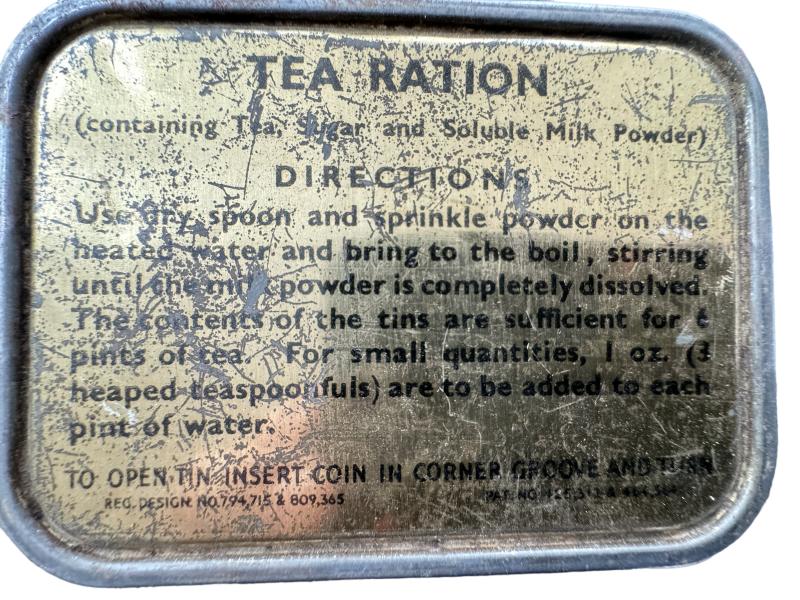 TEA RATION
(containing Tea, Sugar and Soluble Milk Powder)
DIRECTIONS
Use dry spoon and sprinkle powder on the
heated water and bring to the boil, stirring
until the milk powder is completely dissolved.
The contents of the tins are sufficient for 6
pints of tea. For small quantities, 1 oz. (3
heaped teaspoonfuls) are to be added to each
pint of water.
TO OPEN TIN INSERT COIN IN CORNER GROOVE AND TURN
REG. DESIGN. NO. 794,715 & 809,365
PAT. NO.